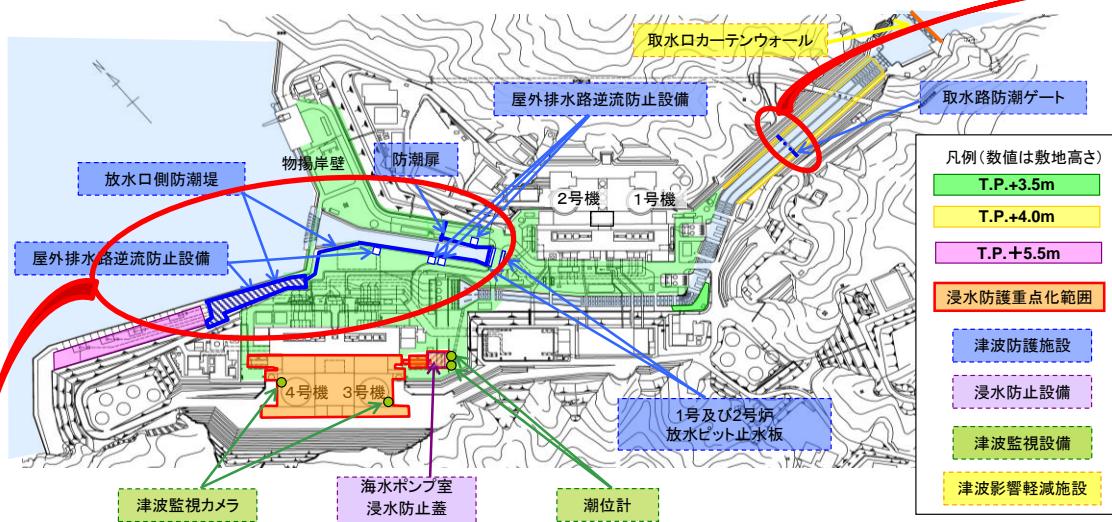 取水口カーテンウォール
屋外排水路逆流防止設備
取水路防潮ゲート
物揚岸壁
防潮扉
放水口側防潮堤
2号機
1号機
屋外排水路逆流防止設備
4号機
3号機
1号及び2号炉
放水ピット止水板
津波監視カメラ
海水ポンプ室
浸水防止蓋
潮位計
凡例(数値は敷地高さ)
T.P.+3.5m
T.P.+4.0m
T.P.+5.5m
浸水防護重点化範囲
津波防護施設
浸水防止設備
津波監視設備
津波影響軽減施設
N